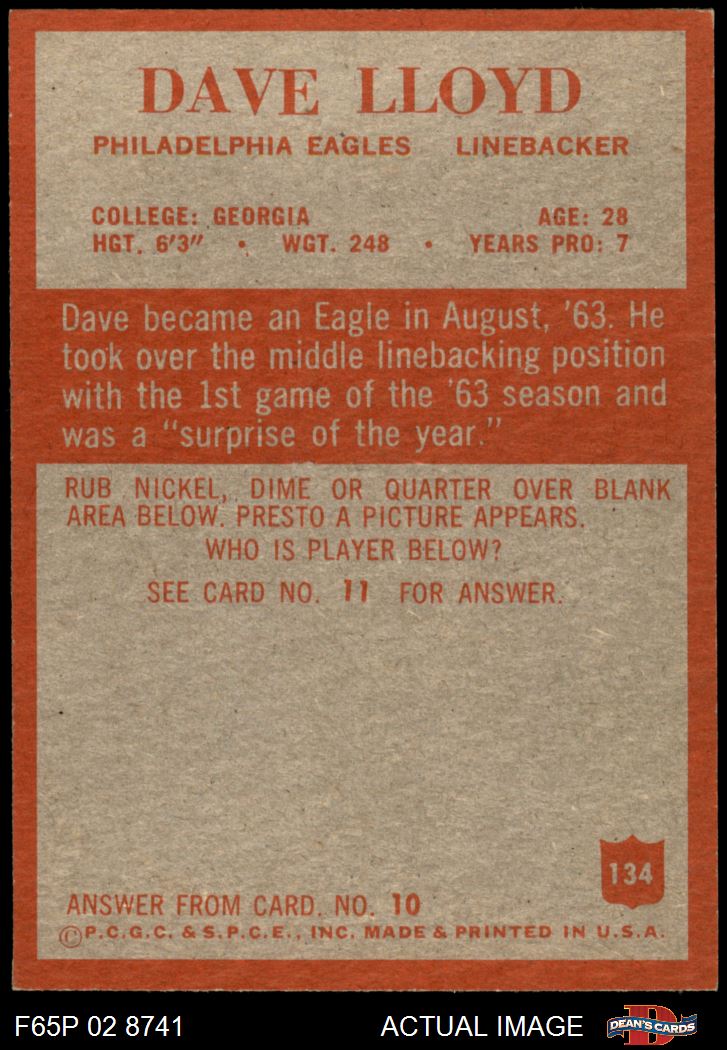 DAVE LLOYD
PHILADELPHIA EAGLES LINEBACKER
COLLEGE: GEORGIA AGE: 28
HGT. 6'3" • WGT. 248 • YEARS PRO: 7
Dave became an Eagle in August, '63. He
took over the middle linebacking position
with the 1st game of the '63 season and
was a "surprise of the year."
RUB NICKEL, DIME OR QUARTER OVER BLANK
AREA BELOW. PRESTO A PICTURE APPEARS.
WHO IS PLAYER BELOW?
SEE CARD NO. 11 FOR ANSWER.
134
ANSWER FROM CARD. NO. 10
©P.C.G.C. & S.P.C.E., INC. MADE & PRINTED IN U.S.A.
F65P 02 8741 ACTUAL IMAGE
DEAN'S CARDS